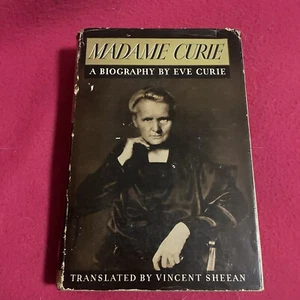 MADAME CURIE
A BIOGRAPHY BY EVE CURIE
TRANSLATED BY VINCENT SHEEAN